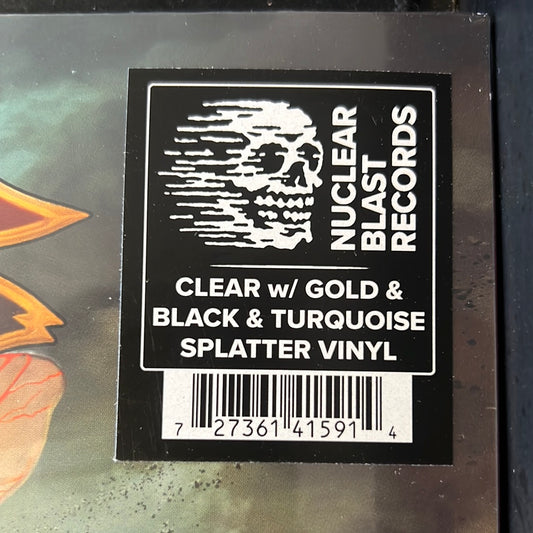 NUCLEAR
BLAST
RECORDS
CLEAR w/ GOLD &
BLACK & TURQUOISE
SPLATTER VINYL
7 27361 41591 4